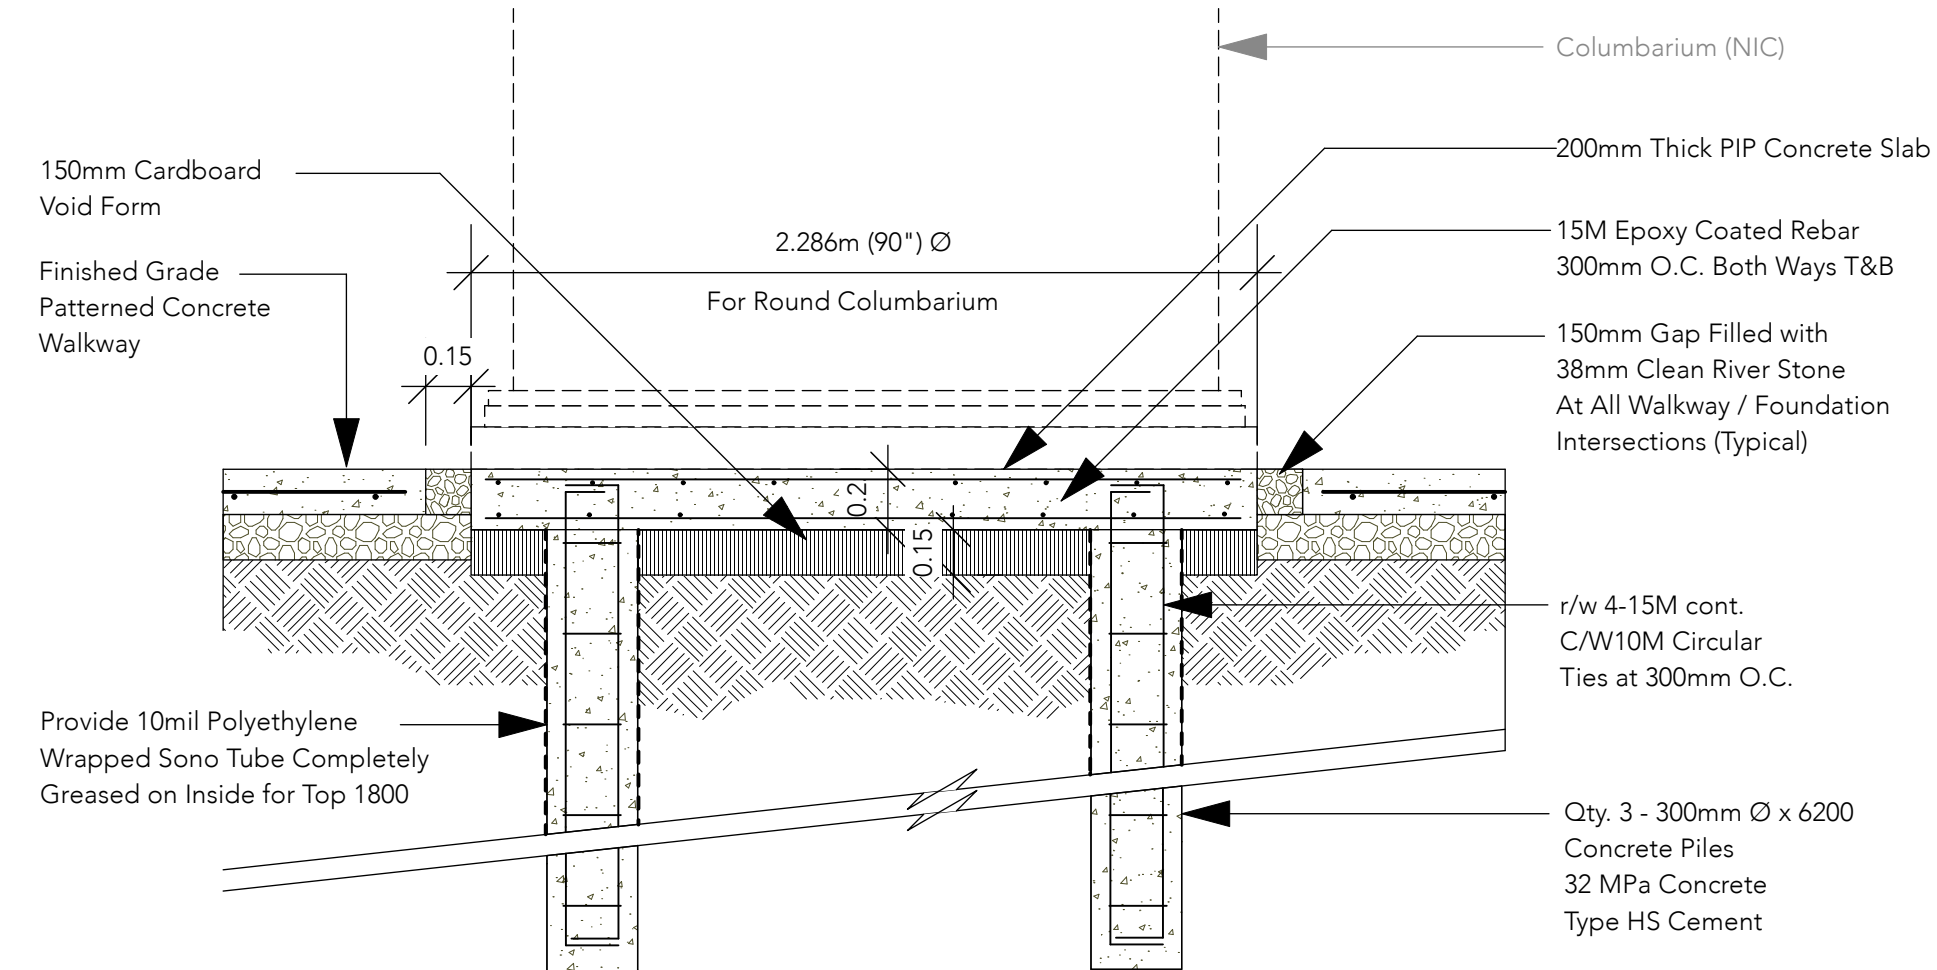 Columbarium (NIC)
150mm Cardboard
Void Form
Finished Grade
Patterned Concrete
Walkway
0.15
2.286m (90") Ø
For Round Columbarium
200mm Thick PIP Concrete Slab
15M Epoxy Coated Rebar
300mm O.C. Both Ways T&B
150mm Gap Filled with
38mm Clean River Stone
At All Walkway / Foundation
Intersections (Typical)
0.2
0.15
r/w 4-15M cont.
C/W10M Circular
Ties at 300mm O.C.
Provide 10mil Polyethylene
Wrapped Sono Tube Completely
Greased on Inside for Top 1800
Qty. 3 - 300mm Ø x 6200
Concrete Piles
32 MPa Concrete
Type HS Cement